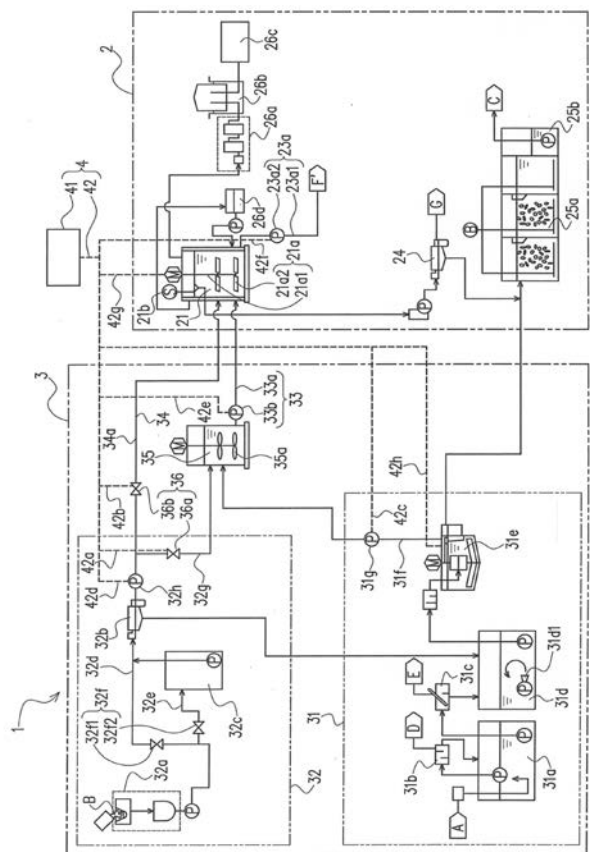 1
2
3
4
41
42
26c
26b
26a
26d
23a
23a2
23a1
F'
42f
21a
21a2
21a1
21
21b
S
M
P
P
42g
24
G
P
C
B
25b
25a
P
34
34a
42e
33a
33b
33
P
M
35
35a
36
36b
36a
42b
42a
42d
32h
P
32b
32g
32d
32f
32f1
32f2
32e
32c
P
32a
B
P
32
42c
42h
31g
P
31f
31e
M
31
E
31c
D
31b
31d1
31d
P
P
31a
P
A